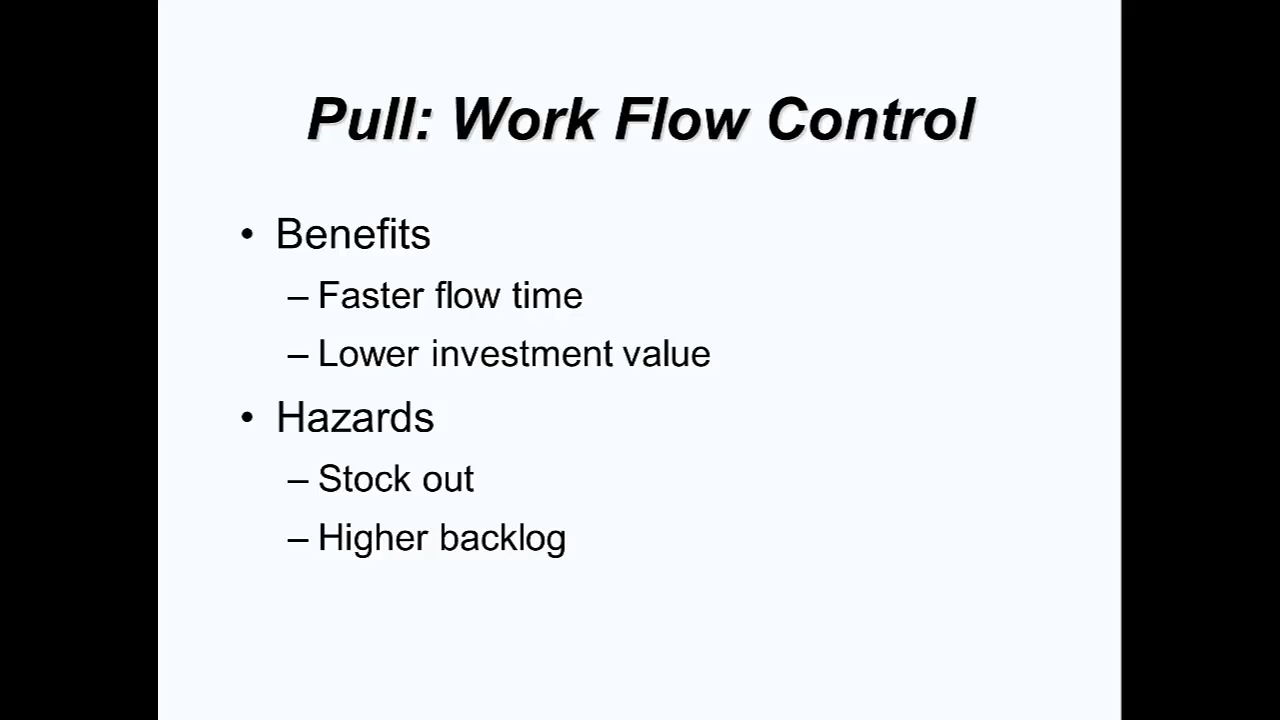 Pull: Work Flow Control
• Benefits
– Faster flow time
– Lower investment value
• Hazards
– Stock out
– Higher backlog